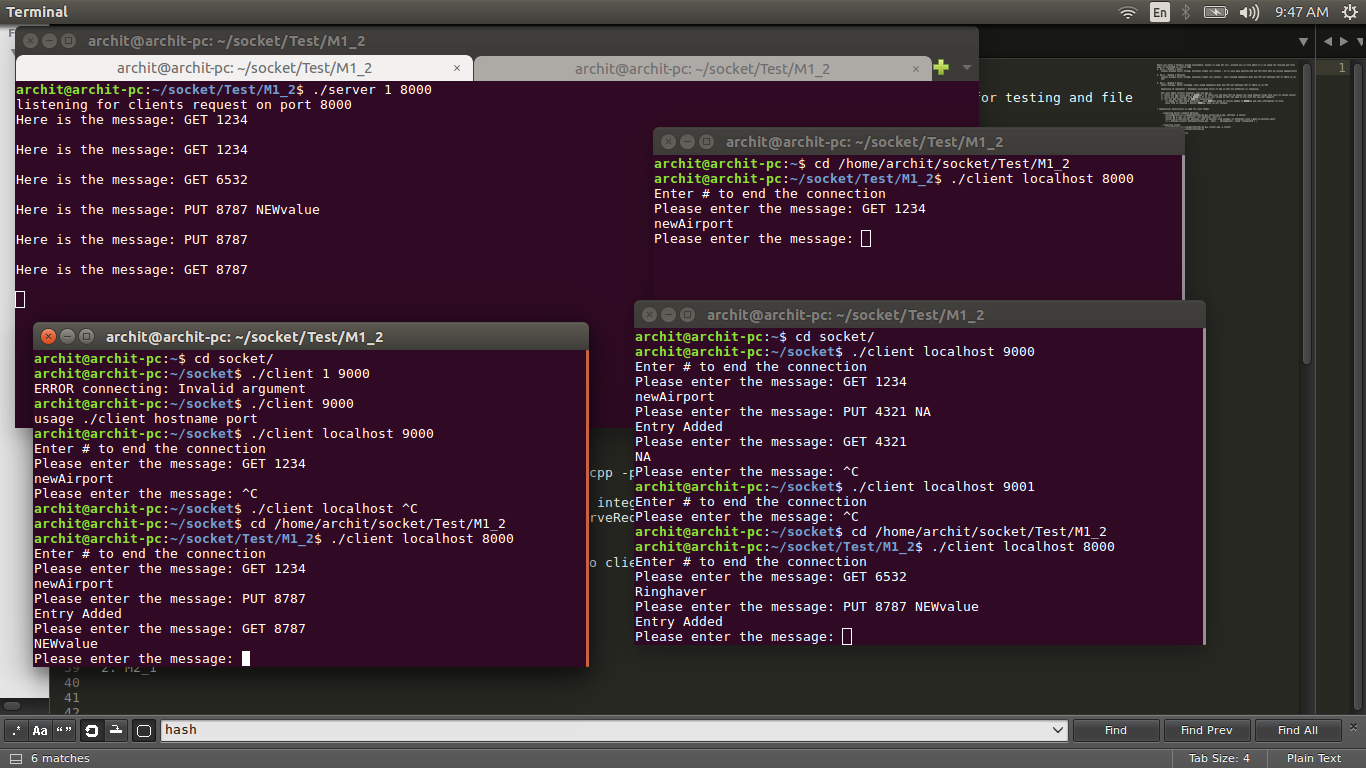 Terminal
En
9:47 AM
archit@archit-pc: ~/socket/Test/M1_2
archit@archit-pc: ~/socket/Test/M1_2 ×
archit@archit-pc: ~/socket/Test/M1_2 ×
archit@archit-pc:~/socket/Test/M1_2$ ./server 1 8000
listening for clients request on port 8000
Here is the message: GET 1234
Here is the message: GET 1234
Here is the message: GET 6532
Here is the message: PUT 8787 NEWvalue
Here is the message: PUT 8787
Here is the message: GET 8787
for testing and file
1
archit@archit-pc: ~/socket/Test/M1_2
archit@archit-pc:~$ cd /home/archit/socket/Test/M1_2
archit@archit-pc:~/socket/Test/M1_2$ ./client localhost 8000
Enter # to end the connection
Please enter the message: GET 1234
newAirport
Please enter the message:
archit@archit-pc: ~/socket/Test/M1_2
archit@archit-pc:~$ cd socket/
archit@archit-pc:~/socket$ ./client 1 9000
ERROR connecting: Invalid argument
archit@archit-pc:~/socket$ ./client 9000
usage ./client hostname port
archit@archit-pc:~/socket$ ./client localhost 9000
Enter # to end the connection
Please enter the message: GET 1234
newAirport
Please enter the message: ^C
archit@archit-pc:~/socket$ ./client localhost ^C
archit@archit-pc:~/socket$ cd /home/archit/socket/Test/M1_2
archit@archit-pc:~/socket/Test/M1_2$ ./client localhost 8000
Enter # to end the connection
Please enter the message: GET 1234
newAirport
Please enter the message: PUT 8787
Entry Added
Please enter the message: GET 8787
NEWvalue
Please enter the message:
cpp -p
integ
rveReq
o clie
archit@archit-pc: ~/socket/Test/M1_2
archit@archit-pc:~$ cd socket/
archit@archit-pc:~/socket$ ./client localhost 9000
Enter # to end the connection
Please enter the message: GET 1234
newAirport
Please enter the message: PUT 4321 NA
Entry Added
Please enter the message: GET 4321
NA
Please enter the message: ^C
archit@archit-pc:~/socket$ ./client localhost 9001
Enter # to end the connection
Please enter the message: ^C
archit@archit-pc:~/socket$ cd /home/archit/socket/Test/M1_2
archit@archit-pc:~/socket/Test/M1_2$ ./client localhost 8000
Enter # to end the connection
Please enter the message: GET 6532
Ringhaver
Please enter the message: PUT 8787 NEWvalue
Entry Added
Please enter the message:
39 2. M2_1
40
41
42
.* Aa “”
hash
Find
Find Prev
Find All
6 matches
Tab Size: 4
Plain Text